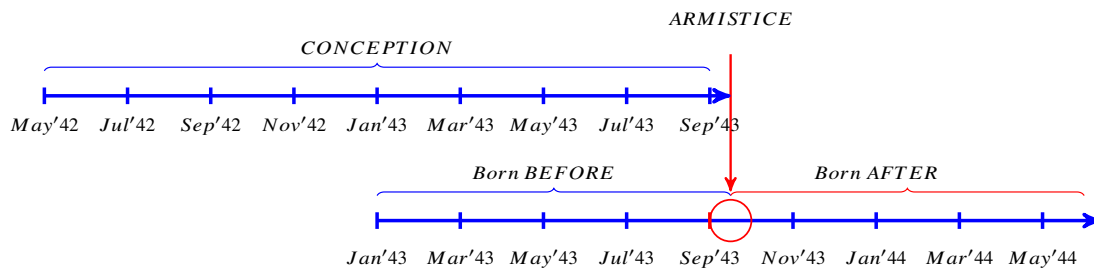 ARMISTICE
CONCEPTION
May'42 Jul'42 Sep'42 Nov'42 Jan'43 Mar'43 May'43 Jul'43 Sep'43
Born BEFORE Born AFTER
Jan'43 Mar'43 May'43 Jul'43 Sep'43 Nov'43 Jan'44 Mar'44 May'44